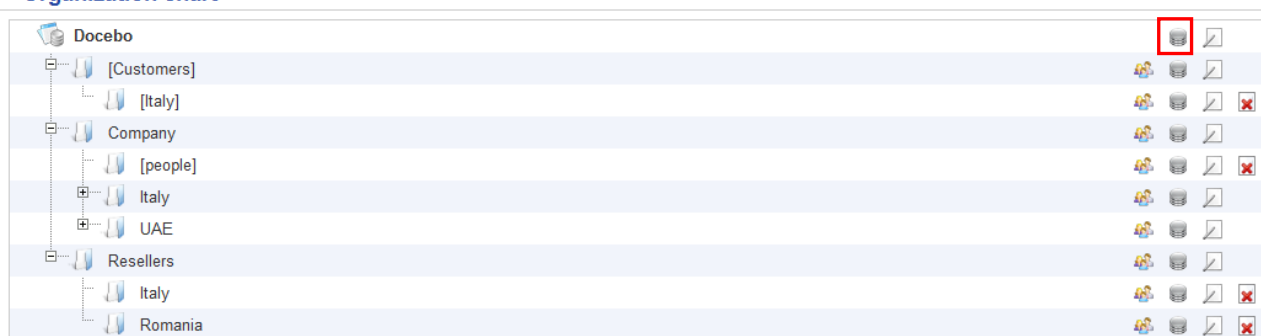 Docebo
[Customers]
[Italy]
Company
[people]
Italy
UAE
Resellers
Italy
Romania